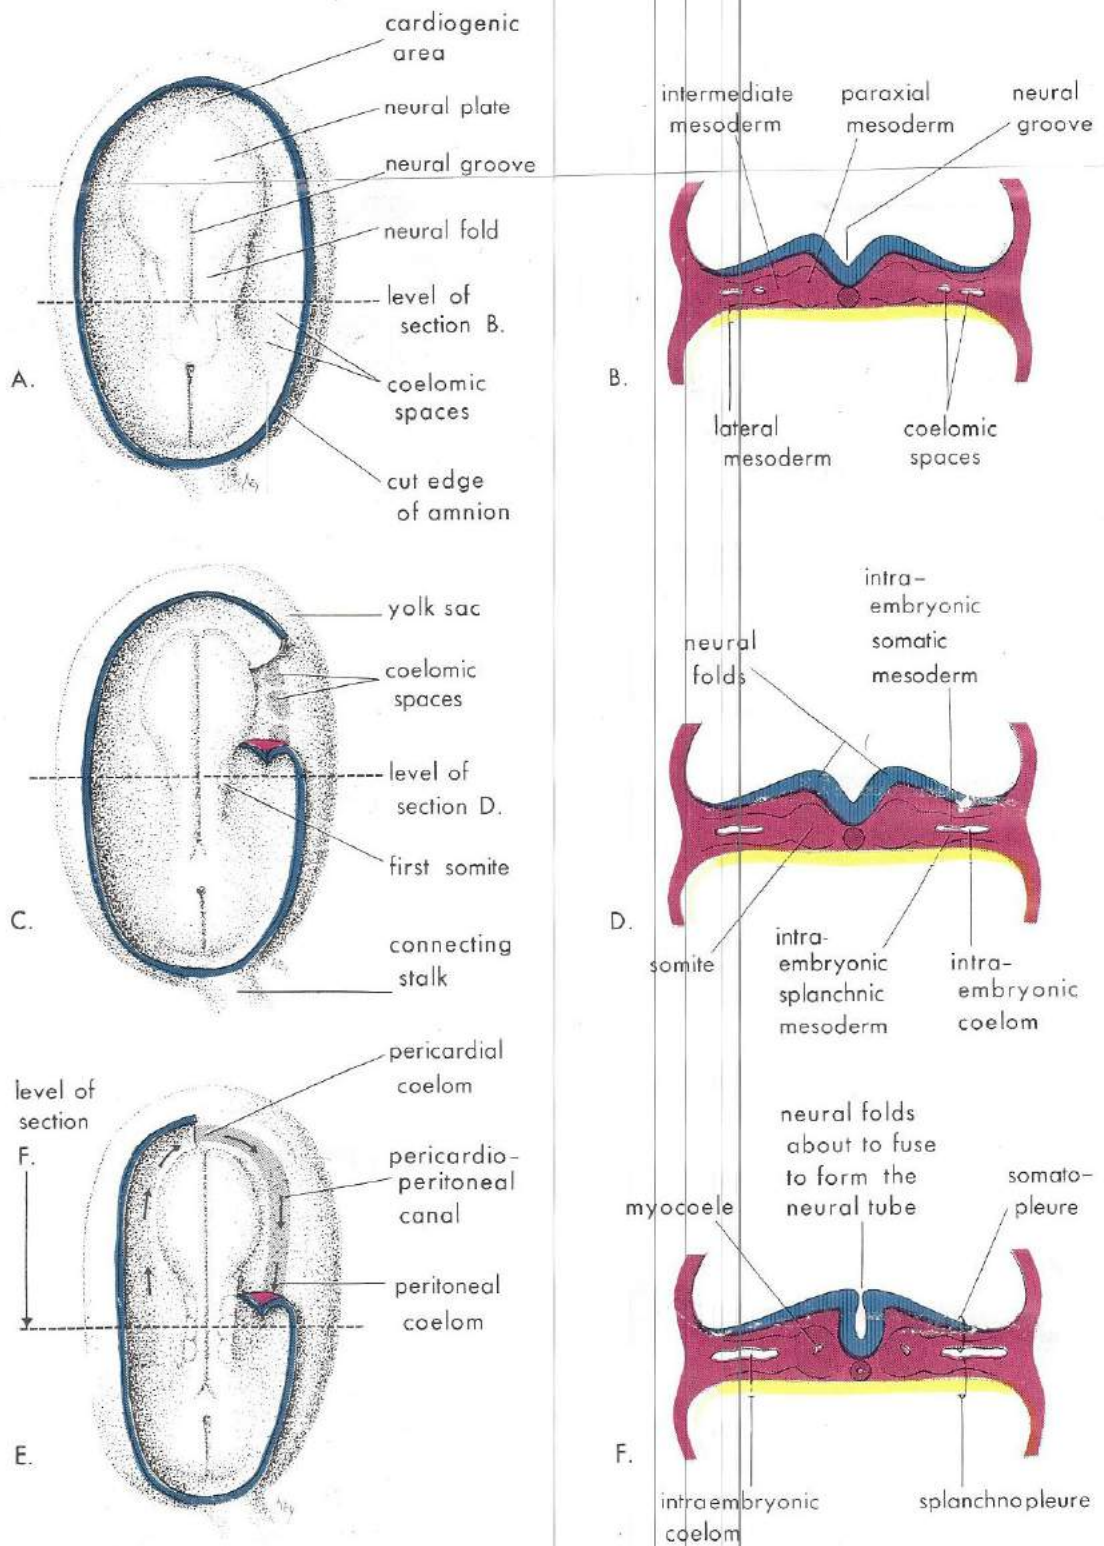 cardiogenic
area
neural plate
neural groove
neural fold
level of
section B.
coelomic
spaces
cut edge
of amnion
A.
intermediate
mesoderm
paraxial
mesoderm
neural
groove
B.
lateral
mesoderm
coelomic
spaces
yolk sac
coelomic
spaces
level of
section D.
first somite
connecting
stalk
C.
neural
folds
intra-
embryonic
somatic
mesoderm
D.
somite
intra-
embryonic
splanchnic
mesoderm
intra-
embryonic
coelom
level of
section
F.
pericardial
coelom
pericardio-
peritoneal
canal
peritoneal
coelom
E.
myocoele
neural folds
about to fuse
to form the
neural tube
somato-
pleure
F.
intraembryonic
coelom
splanchnopleure